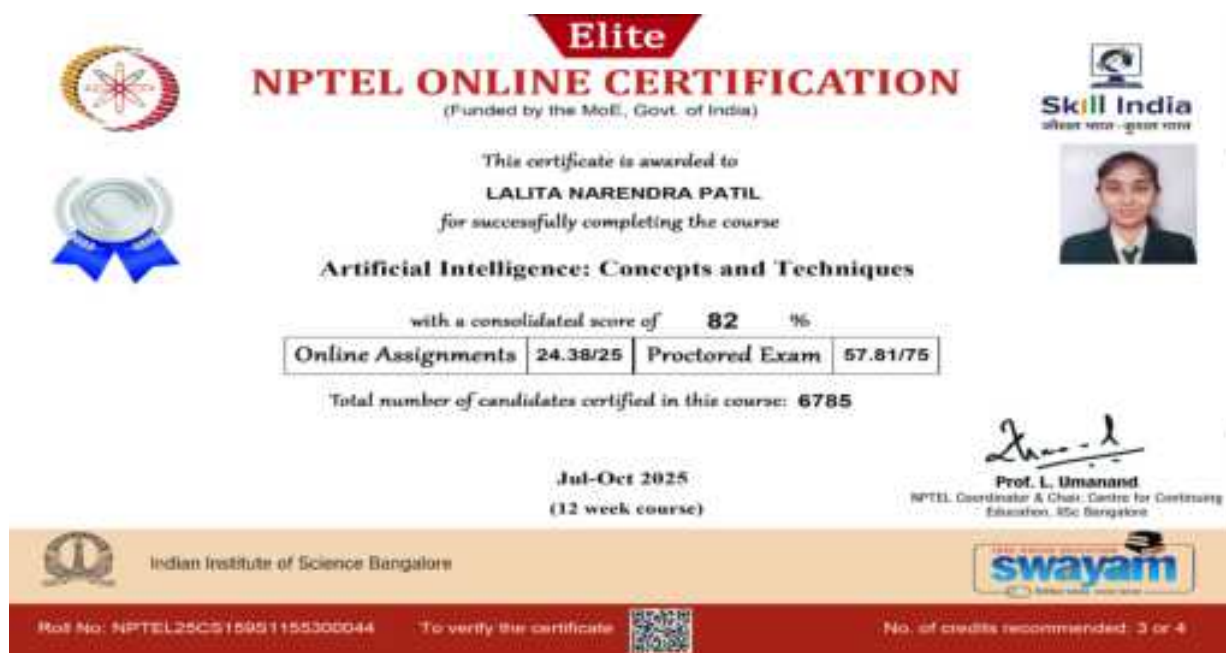 Elite
NPTEL ONLINE CERTIFICATION
(Funded by the MoE, Govt. of India)
Skill India
कौशल भारत - कुशल भारत
This certificate is awarded to
LALITA NARENDRA PATIL
for successfully completing the course
Artificial Intelligence: Concepts and Techniques
with a consolidated score of 82 %
Online Assignments 24.38/25 Proctored Exam 57.81/75
Total number of candidates certified in this course: 6785
Jul-Oct 2025
(12 week course)
Prof. L. Umanand
NPTEL Coordinator & Chair, Centre for Continuing
Education, IISc Bangalore
Indian Institute of Science Bangalore
swayam
Roll No: NPTEL25CS159S1155300044
To verify the certificate
No. of credits recommended: 3 or 4